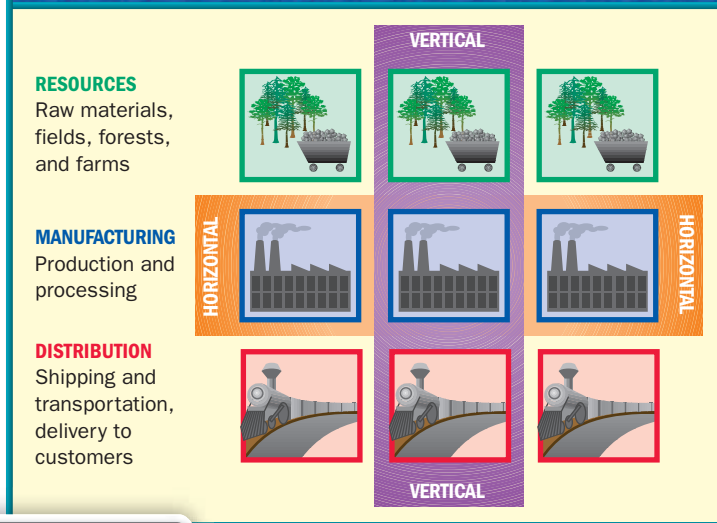 VERTICAL
RESOURCES
Raw materials,
fields, forests,
and farms
HORIZONTAL
MANUFACTURING
Production and
processing
HORIZONTAL
DISTRIBUTION
Shipping and
transportation,
delivery to
customers
VERTICAL